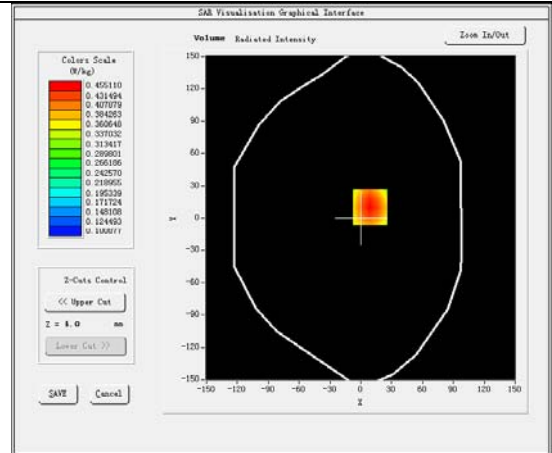 SAR Visualisation Graphical Interface
Volume Radiated Intensity
Zoom In/Out
Colors Scale
(W/kg)
0.455110
0.431494
0.407879
0.384263
0.360648
0.337032
0.313417
0.289801
0.266186
0.242570
0.218955
0.195339
0.171724
0.148108
0.124493
0.100877
150
120
90
60
30
0
-30
-60
-90
-120
-150
Y
-150 -120 -90 -60 -30 0 30 60 90 120 150
X
Z-Cuts Control
<< Upper Cut
Z = 4.0 mm
Lower Cut >>
SAVE Cancel